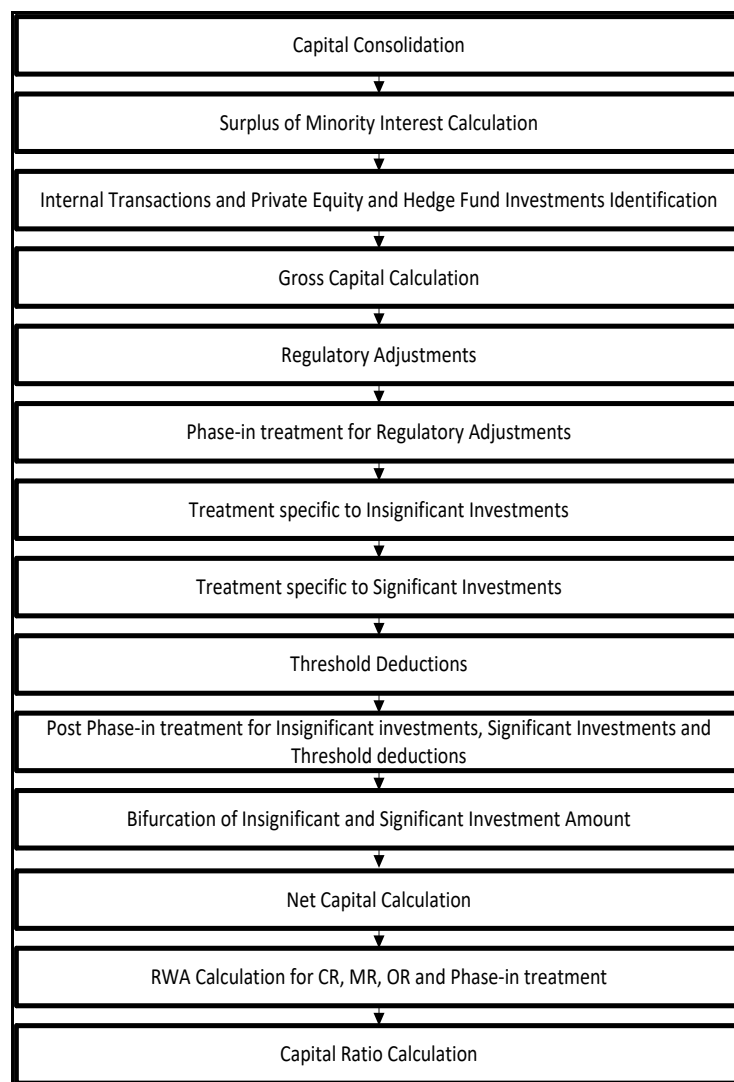 Capital Consolidation
Surplus of Minority Interest Calculation
Internal Transactions and Private Equity and Hedge Fund Investments Identification
Gross Capital Calculation
Regulatory Adjustments
Phase-in treatment for Regulatory Adjustments
Treatment specific to Insignificant Investments
Treatment specific to Significant Investments
Threshold Deductions
Post Phase-in treatment for Insignificant investments, Significant Investments and
Threshold deductions
Bifurcation of Insignificant and Significant Investment Amount
Net Capital Calculation
RWA Calculation for CR, MR, OR and Phase-in treatment
Capital Ratio Calculation